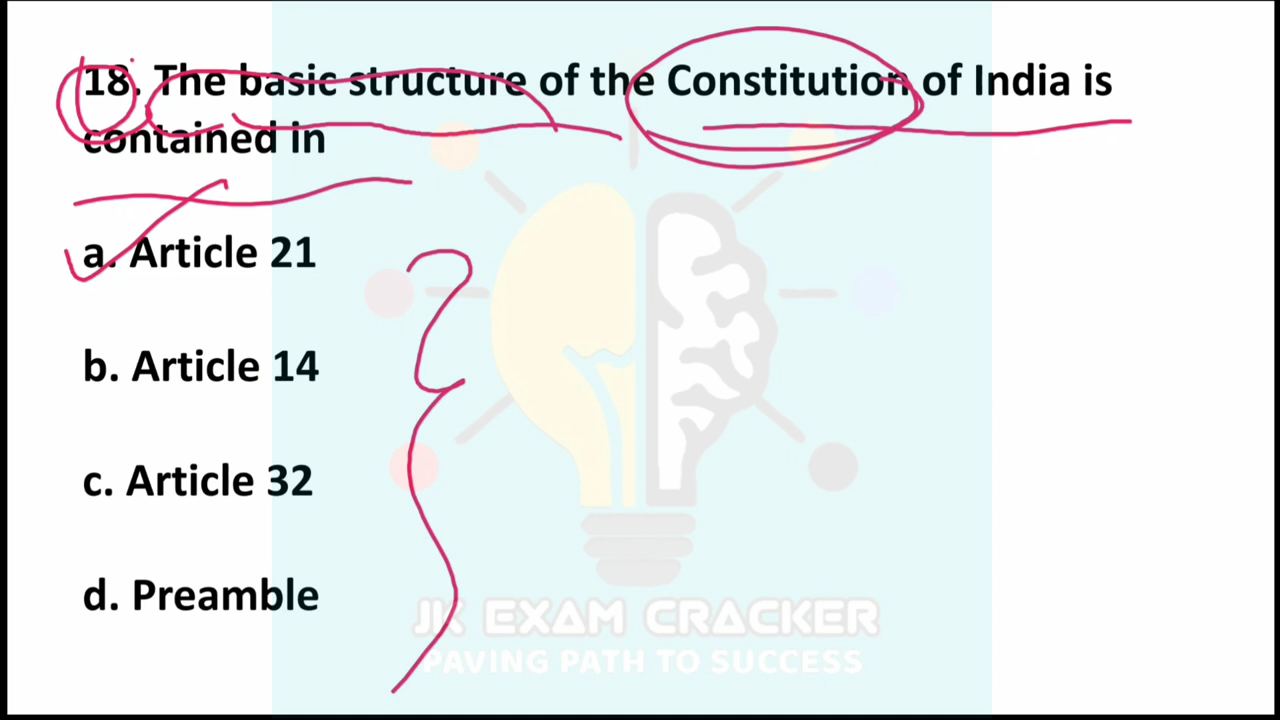 18. The basic structure of the Constitution of India is
contained in
a. Article 21
b. Article 14
c. Article 32
d. Preamble
JK EXAM CRACKER
PAVING PATH TO SUCCESS